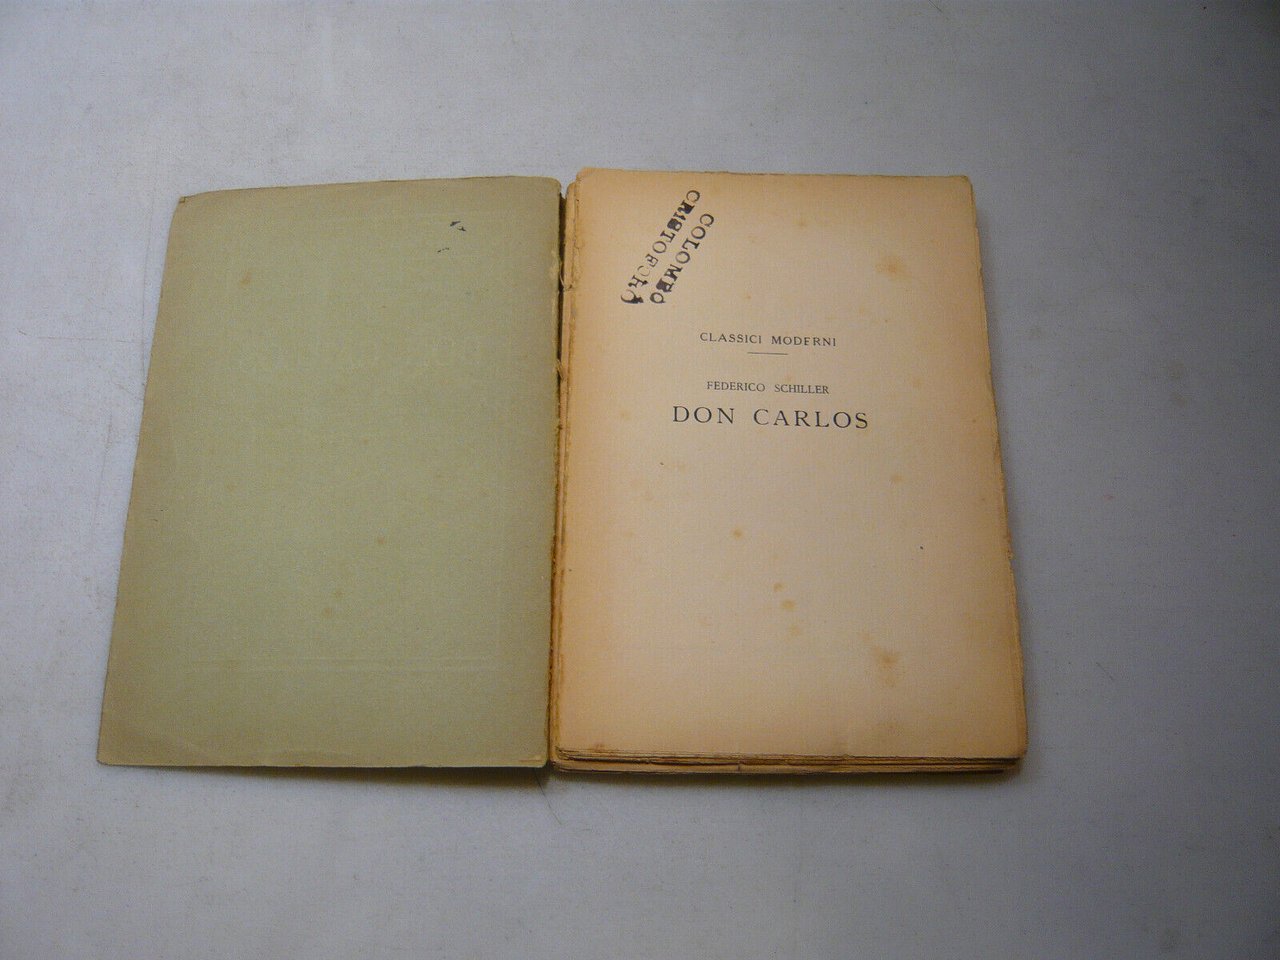 COLOMBO
CRISTOFORO
CLASSICI MODERNI
FEDERICO SCHILLER
DON CARLOS